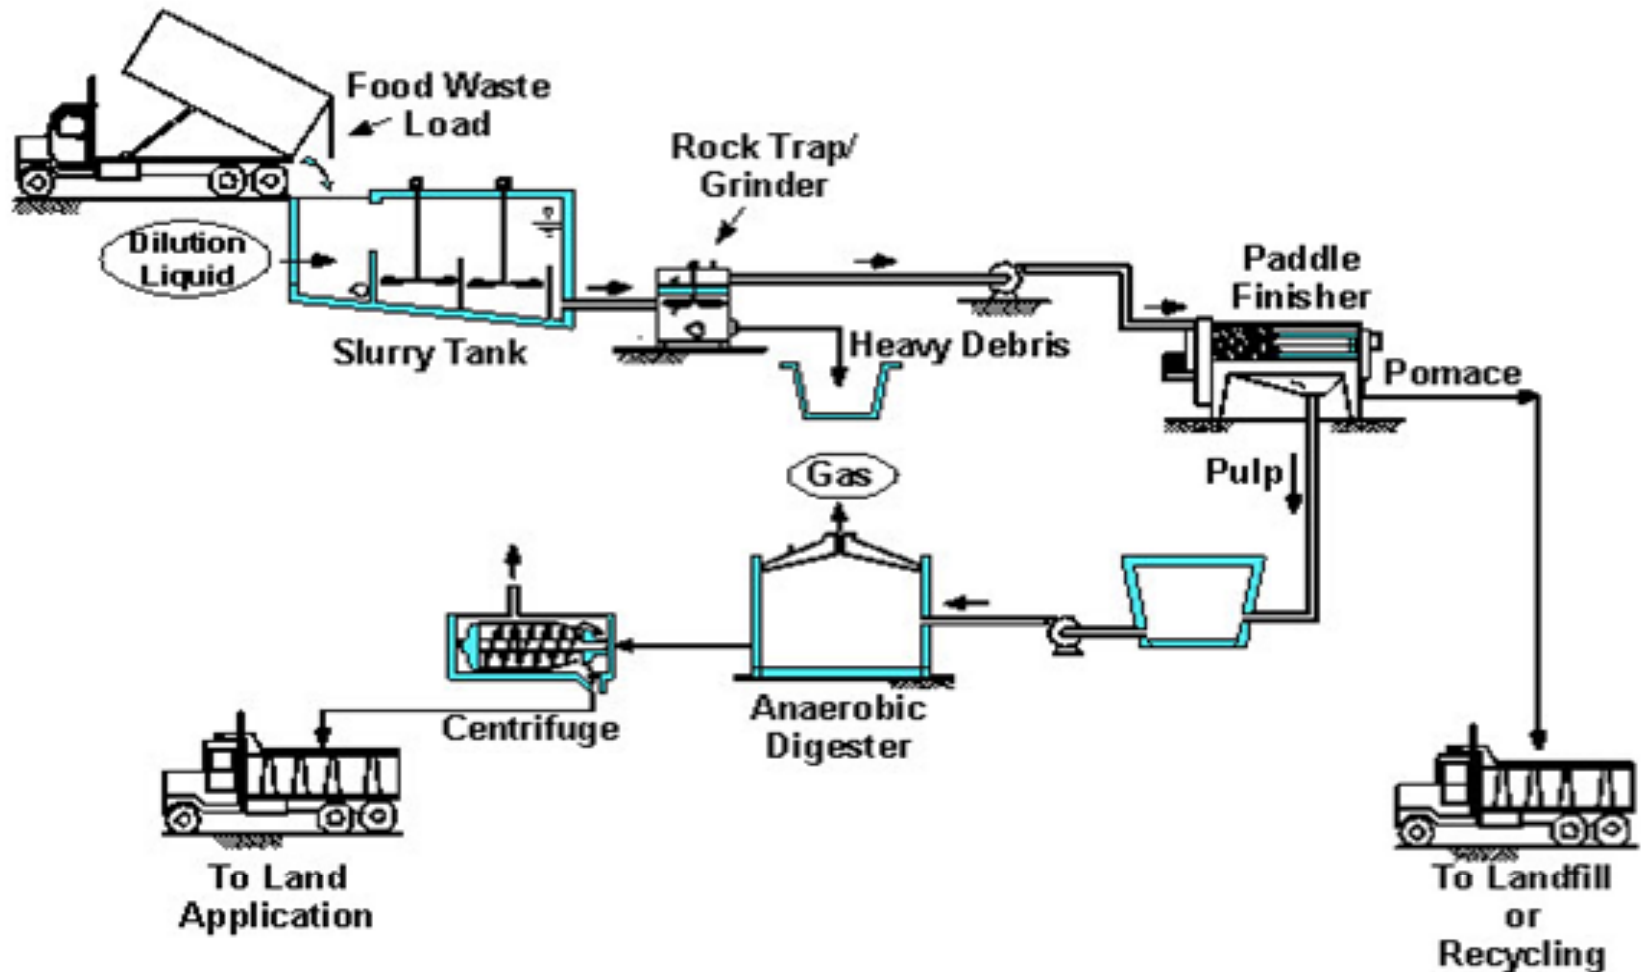 Food Waste
Load
Rock Trap/
Grinder
Dilution
Liquid
Paddle
Finisher
Slurry Tank
Heavy Debris
Pomace
Gas
Pulp
Centrifuge
Anaerobic
Digester
To Land
Application
To Landfill
or
Recycling